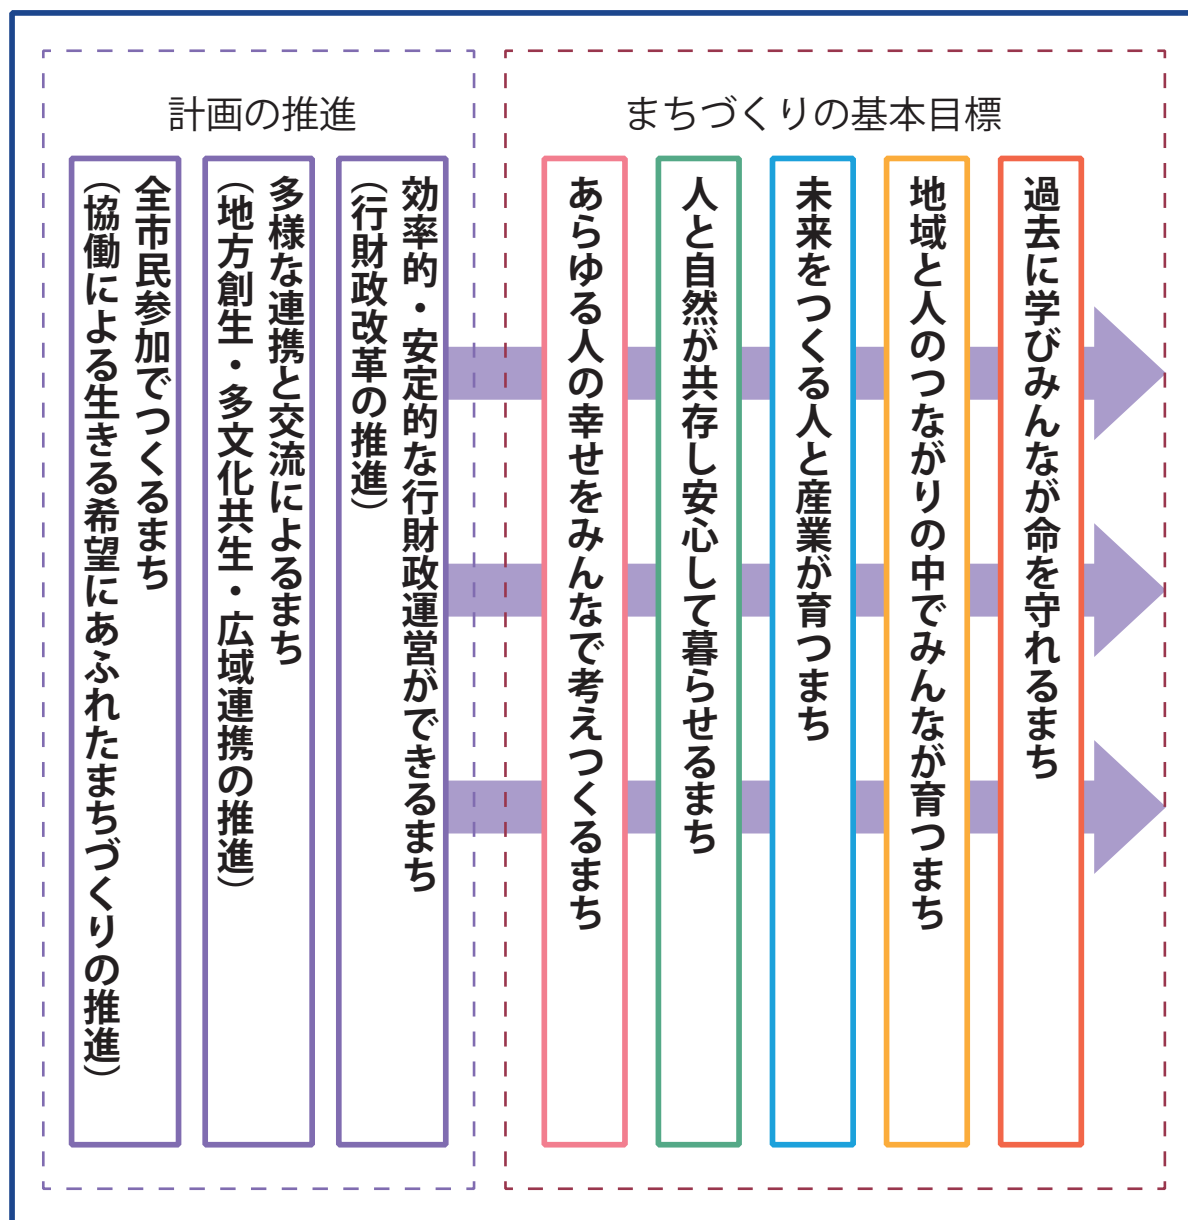 計画の推進
全市民参加でつくるまち
（協働による生きる希望にあふれたまちづくりの推進）
多様な連携と交流によるまち
（地方創生・多文化共生・広域連携の推進）
効率的・安定的な行財政運営ができるまち
（行財政改革の推進）
まちづくりの基本目標
あらゆる人の幸せをみんなで考えつくるまち
人と自然が共存し安心して暮らせるまち
未来をつくる人と産業が育つまち
地域と人のつながりの中でみんなが育つまち
過去に学びみんなが命を守れるまち